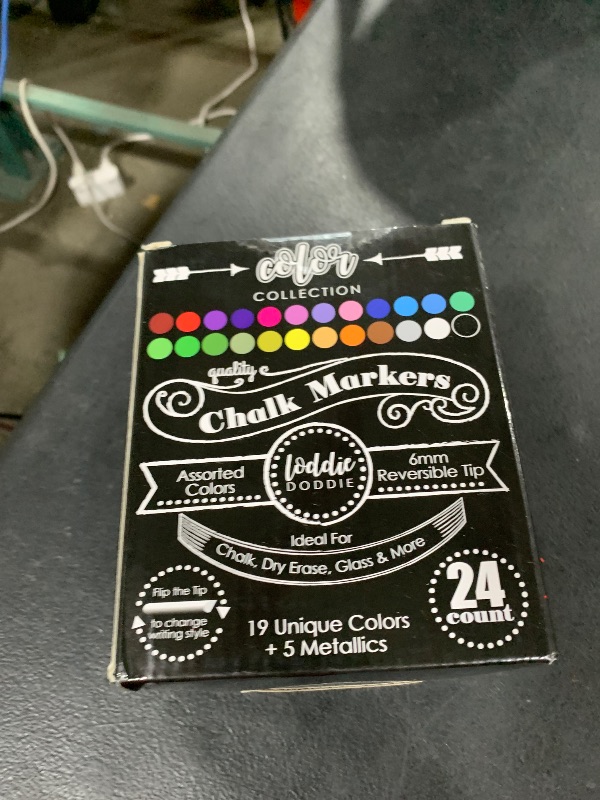 color
COLLECTION
quality
Chalk Markers
Assorted
Colors
loddie
DODDIE
6mm
Reversible Tip
Ideal For
Chalk, Dry Erase, Glass & More
Flip the Tip
to change
writing style
19 Unique Colors
+ 5 Metallics
24
count